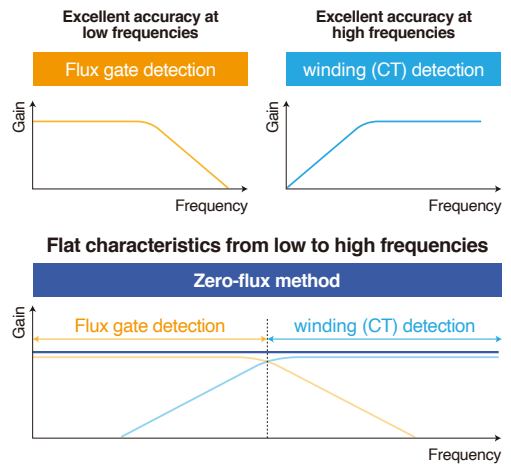 Excellent accuracy at
low frequencies
Excellent accuracy at
high frequencies
Flux gate detection
winding (CT) detection
Gain
Frequency
Gain
Frequency
Flat characteristics from low to high frequencies
Zero-flux method
Gain
Flux gate detection
winding (CT) detection
Frequency